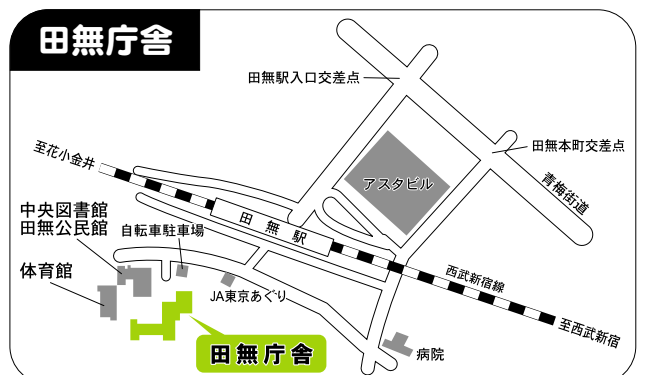 田無庁舎
田無駅入口交差点
田無本町交差点
至花小金井
アスタビル
青梅街道
中央図書館
田無公民館
自転車駐車場
田無駅
体育館
西武新宿線
JA東京あぐり
至西武新宿
田無庁舎
病院